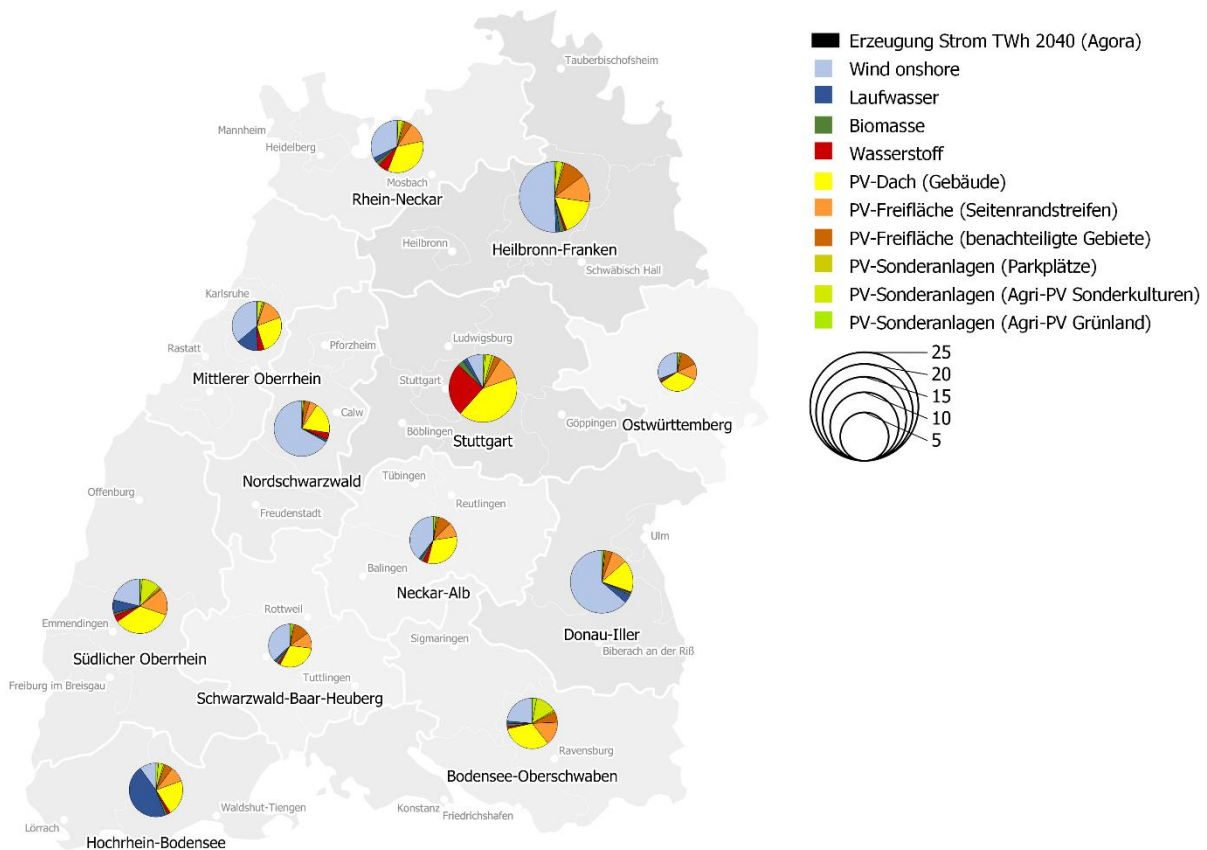 Erzeugung Strom TWh 2040 (Agora)
Wind onshore
Laufwasser
Biomasse
Wasserstoff
PV-Dach (Gebäude)
PV-Freifläche (Seitenrandstreifen)
PV-Freifläche (benachteiligte Gebiete)
PV-Sonderanlagen (Parkplätze)
PV-Sonderanlagen (Agri-PV Sonderkulturen)
PV-Sonderanlagen (Agri-PV Grünland)
25
20
15
10
5
Tauberbischofsheim
Mannheim
Heidelberg
Mosbach
Rhein-Neckar
Heilbronn
Heilbronn-Franken
Schwäbisch Hall
Karlsruhe
Rastatt
Pforzheim
Ludwigsburg
Mittlerer Oberrhein
Stuttgart
Calw
Böblingen
Stuttgart
Göppingen
Ostwürttemberg
Nordschwarzwald
Tübingen
Offenburg
Freudenstadt
Reutlingen
Ulm
Balingen
Neckar-Alb
Rottweil
Emmendingen
Sigmaringen
Donau-Iller
Biberach an der Riß
Südlicher Oberrhein
Tuttlingen
Freiburg im Breisgau
Schwarzwald-Baar-Heuberg
Ravensburg
Bodensee-Oberschwaben
Waldshut-Tiengen
Konstanz
Friedrichshafen
Lörrach
Hochrhein-Bodensee